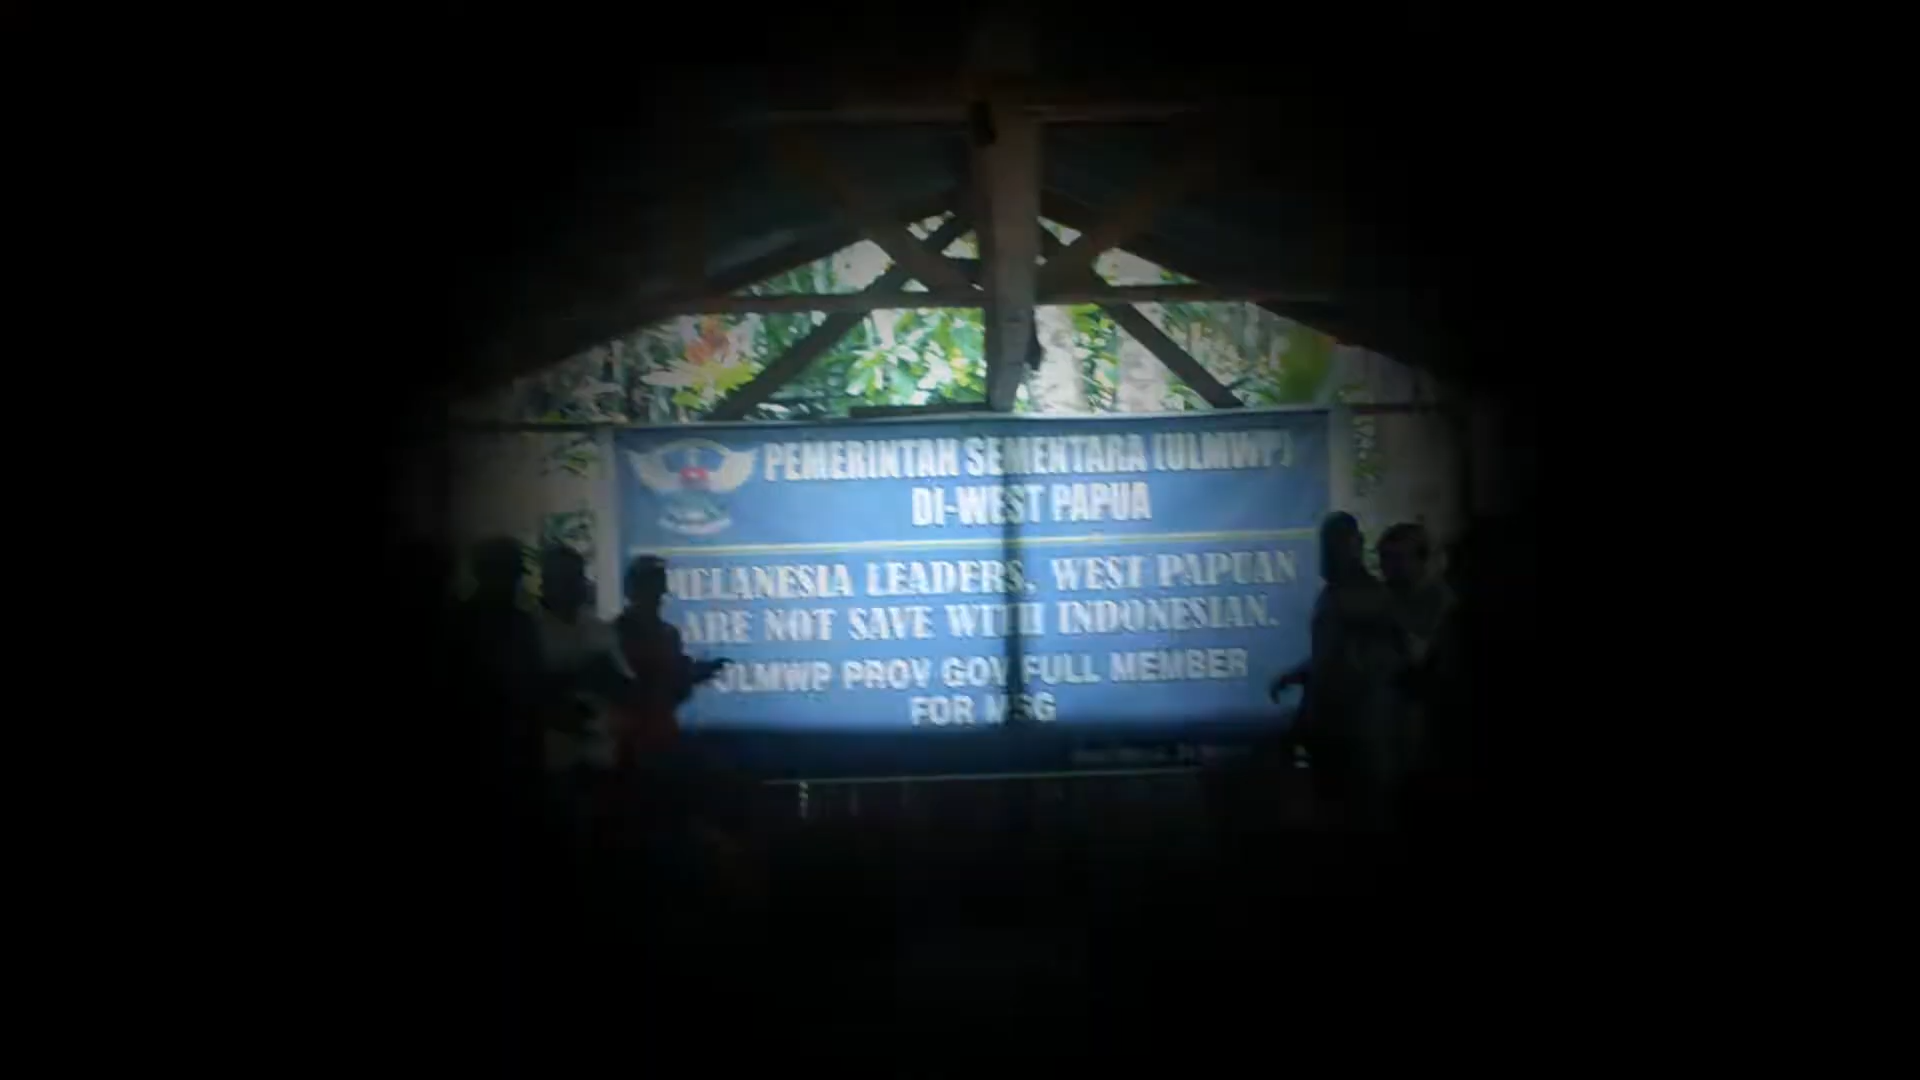 PEMERINTAH SEMENTARA (ULMWP)
DI-WEST PAPUA
MELANESIA LEADERS, WEST PAPUAN
ARE NOT SAVE WITH INDONESIAN.
ULMWP PROV GOV FULL MEMBER
FOR MSG